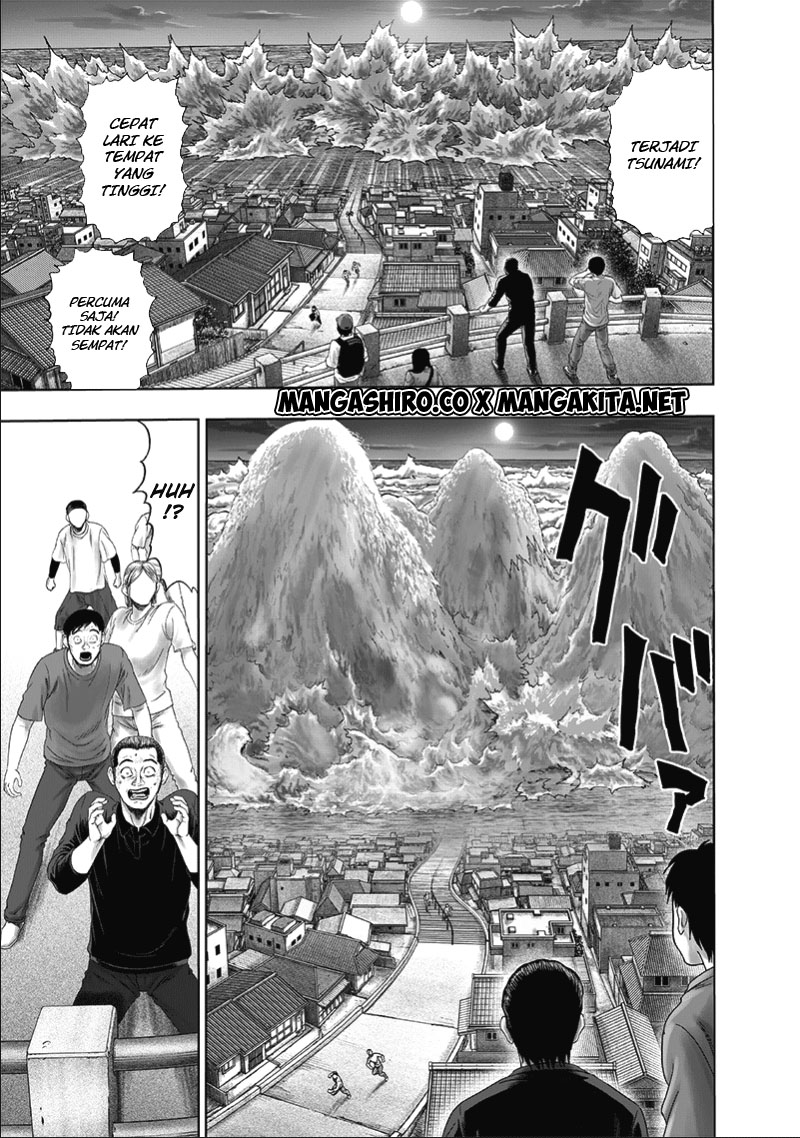 TERJADI
TSUNAMI!
CEPAT
LARI KE
TEMPAT
YANG
TINGGI!
PERCUMA
SAJA!
TIDAK AKAN
SEMPAT!
MANGASHIRO.CO X MANGAKITA.NET
グバァ
HUH
!?